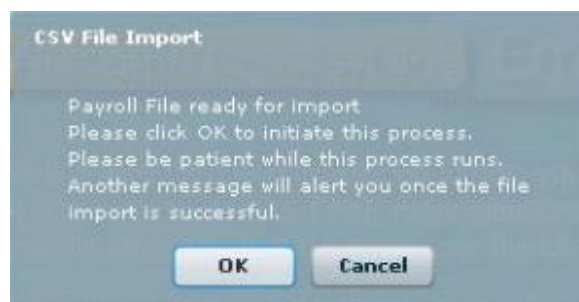 CSV File Import
Payroll File ready for import
Please click OK to initiate this process.
Please be patient while this process runs.
Another message will alert you once the file
import is successful.
OK
Cancel